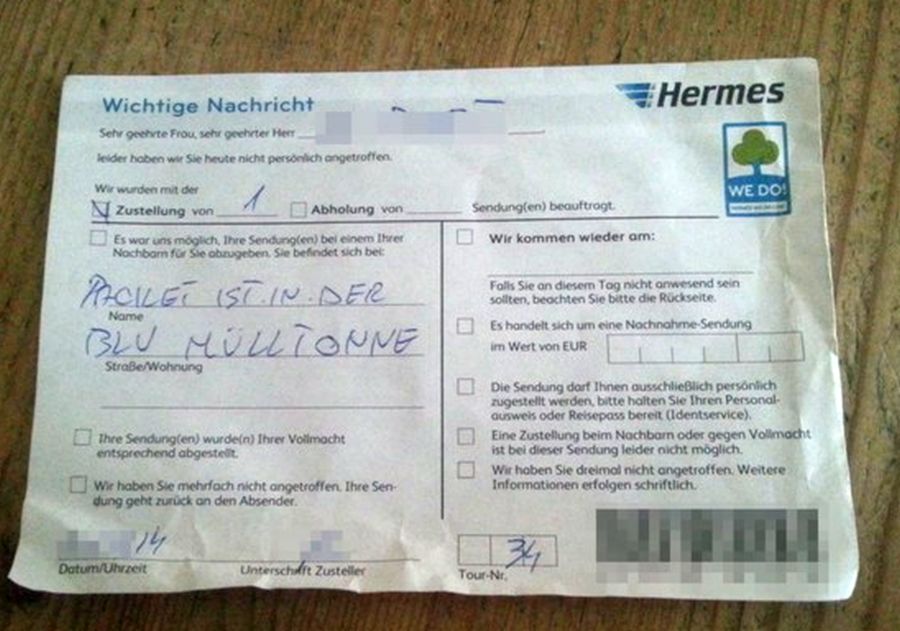 Wichtige Nachricht
Hermes
Sehr geehrte Frau, sehr geehrter Herr
leider haben wir Sie heute nicht persönlich angetroffen.
WE DO!
Wir wurden mit der
Zustellung von 1 Abholung von Sendung(en) beauftragt.
Es war uns möglich, Ihre Sendung(en) bei einem Ihrer
Nachbarn für Sie abzugeben. Sie befindet sich bei:
PACKET IST IN DER
Name
BLU MÜLLTONNE
Straße/Wohnung
Ihre Sendung(en) wurde(n) Ihrer Vollmacht
entsprechend abgestellt.
Wir haben Sie mehrfach nicht angetroffen. Ihre Sen-
dung geht zurück an den Absender.
14
Datum/Uhrzeit
Unterschrift Zusteller
Wir kommen wieder am:
Falls Sie an diesem Tag nicht anwesend sein
sollten, beachten Sie bitte die Rückseite.
Es handelt sich um eine Nachnahme-Sendung
im Wert von EUR
Die Sendung darf Ihnen ausschließlich persönlich
zugestellt werden, bitte halten Sie Ihren Personal-
ausweis oder Reisepass bereit (Identservice).
Eine Zustellung beim Nachbarn oder gegen Vollmacht
ist bei dieser Sendung leider nicht möglich.
Wir haben Sie dreimal nicht angetroffen. Weitere
Informationen erfolgen schriftlich.
34
Tour-Nr.